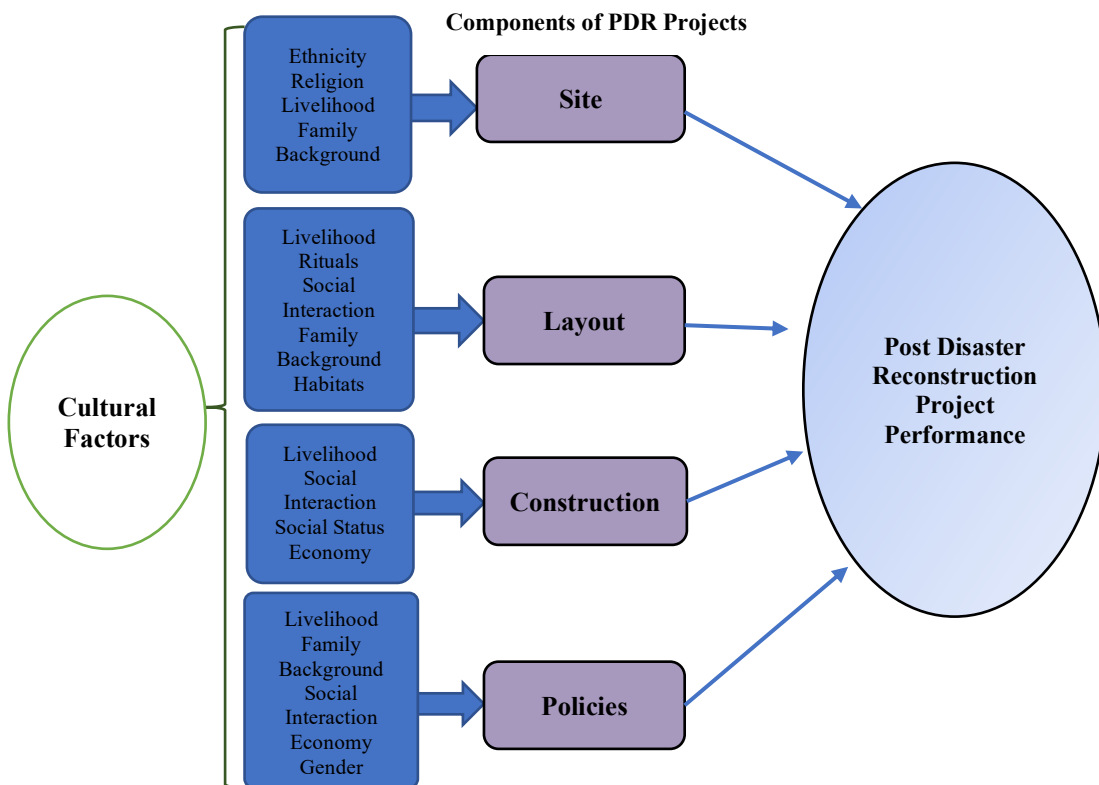 Components of PDR Projects
Ethnicity
Religion
Livelihood
Family
Background
Site
Livelihood
Rituals
Social
Interaction
Family
Background
Habitats
Layout
Cultural
Factors
Post Disaster
Reconstruction
Project
Performance
Livelihood
Social
Interaction
Social Status
Economy
Construction
Livelihood
Family
Background
Social
Interaction
Economy
Gender
Policies